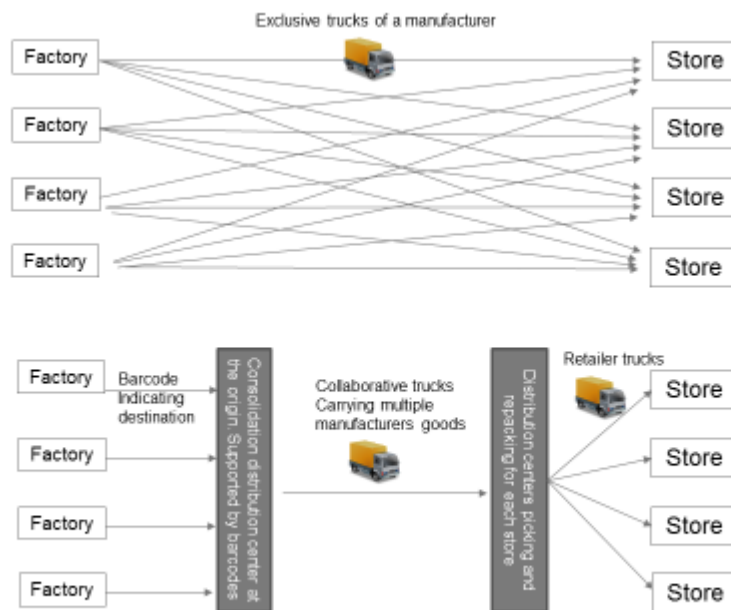 Exclusive trucks of a manufacturer
Factory
Store
Factory
Store
Factory
Store
Factory
Store
Factory
Barcode
Indicating
destination
Consolidation distribution center at
the origin. Supported by barcodes
Collaborative trucks
Carrying multiple
manufacturers goods
Distribution centers picking and
repacking for each store
Retailer trucks
Store
Factory
Store
Factory
Store
Factory
Store